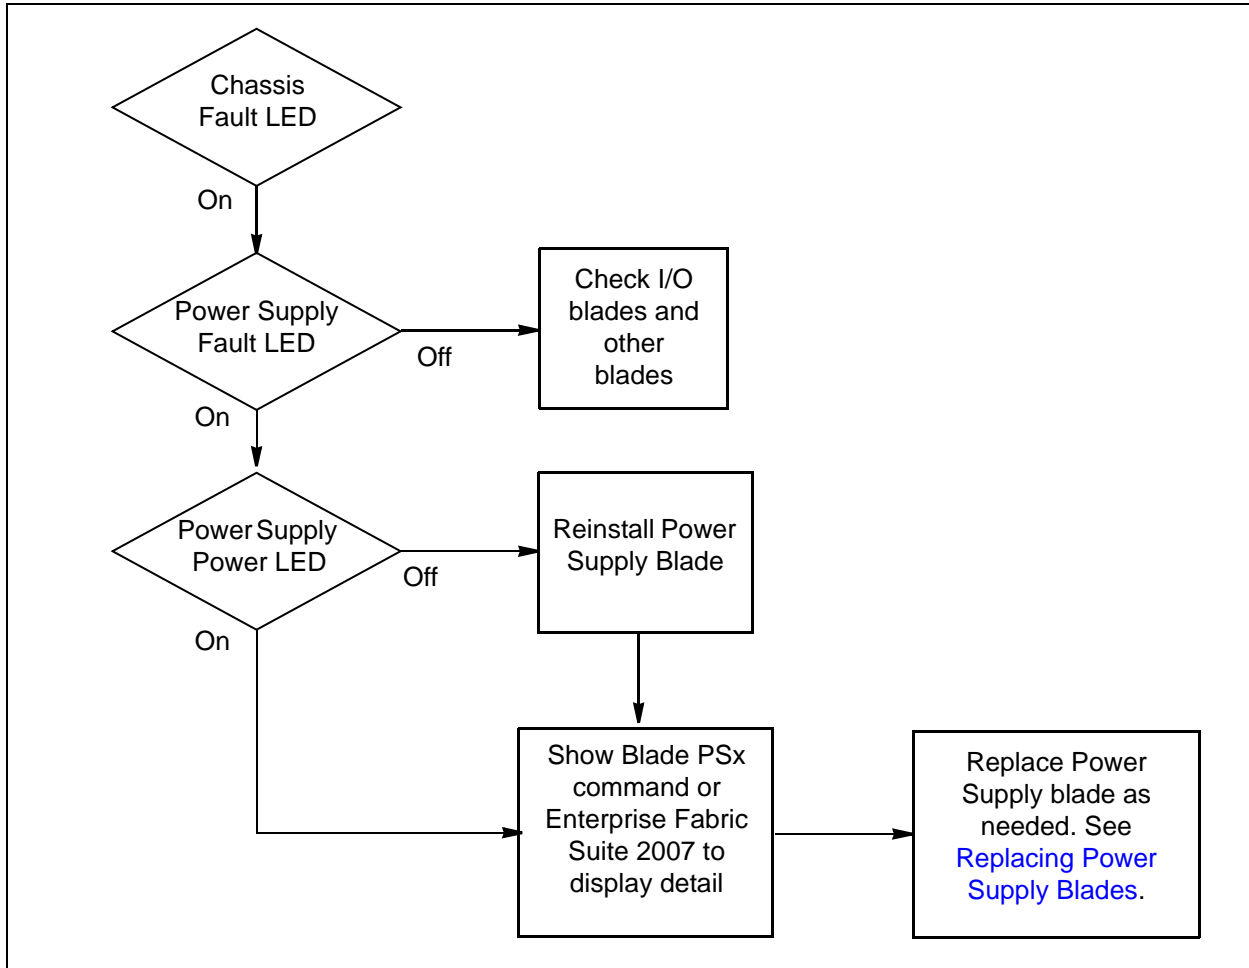 Chassis
Fault LED
On
Power Supply
Fault LED
Off
Check I/O
blades and
other
blades
On
Power Supply
Power LED
Off
Reinstall Power
Supply Blade
On
Show Blade PSx
command or
Enterprise Fabric
Suite 2007 to
display detail
Replace Power
Supply blade as
needed. See
Replacing Power
Supply Blades.